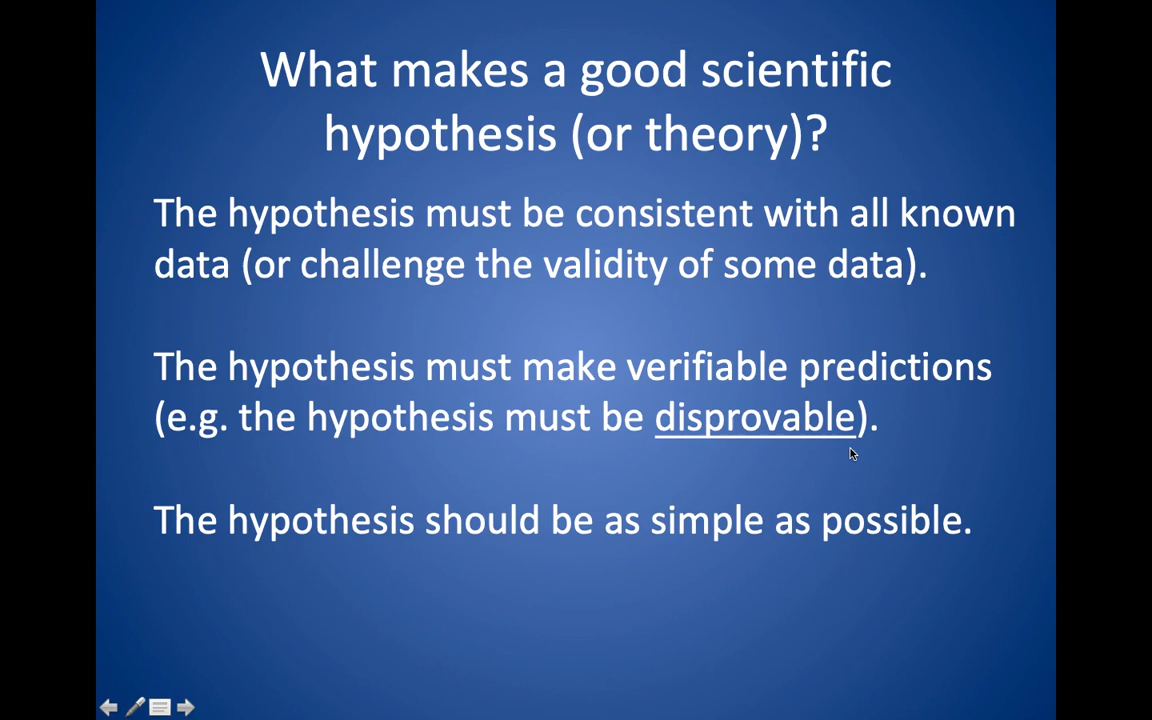 What makes a good scientific
hypothesis (or theory)?
The hypothesis must be consistent with all known
data (or challenge the validity of some data).
The hypothesis must make verifiable predictions
(e.g. the hypothesis must be disprovable).
The hypothesis should be as simple as possible.